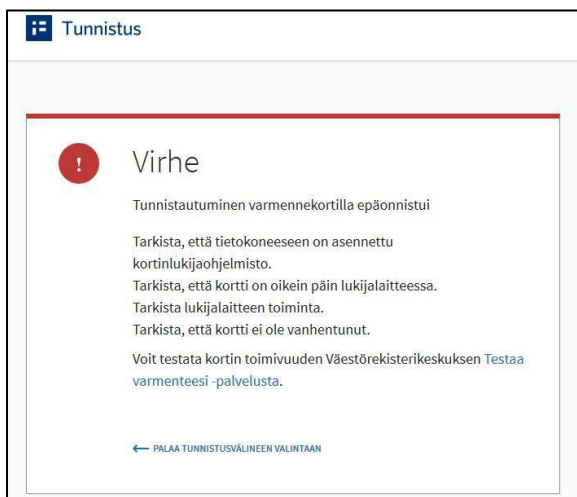 Tunnistus
!
Virhe
Tunnistautuminen varmennekortilla epäonnistui
Tarkista, että tietokoneeseen on asennettu
kortinlukijaohjelmisto.
Tarkista, että kortti on oikein päin lukijalaitteessa.
Tarkista lukijalaitteen toiminta.
Tarkista, että kortti ei ole vanhentunut.
Voit testata kortin toimivuuden Väestörekisterikeskuksen Testaa
varmenteesi -palvelusta.
← PALAA TUNNISTUSVÄLINEEN VALINTAAN